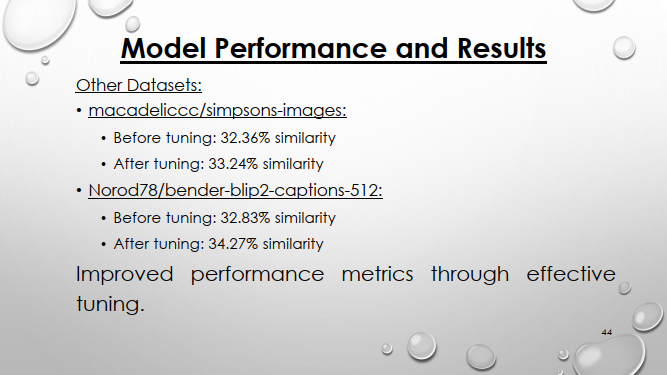 Model Performance and Results
Other Datasets:
• macadeliccc/simpsons-images:
• Before tuning: 32.36% similarity
• After tuning: 33.24% similarity
• Norod78/bender-blip2-captions-512:
• Before tuning: 32.83% similarity
• After tuning: 34.27% similarity
Improved performance metrics through effective
tuning.
44